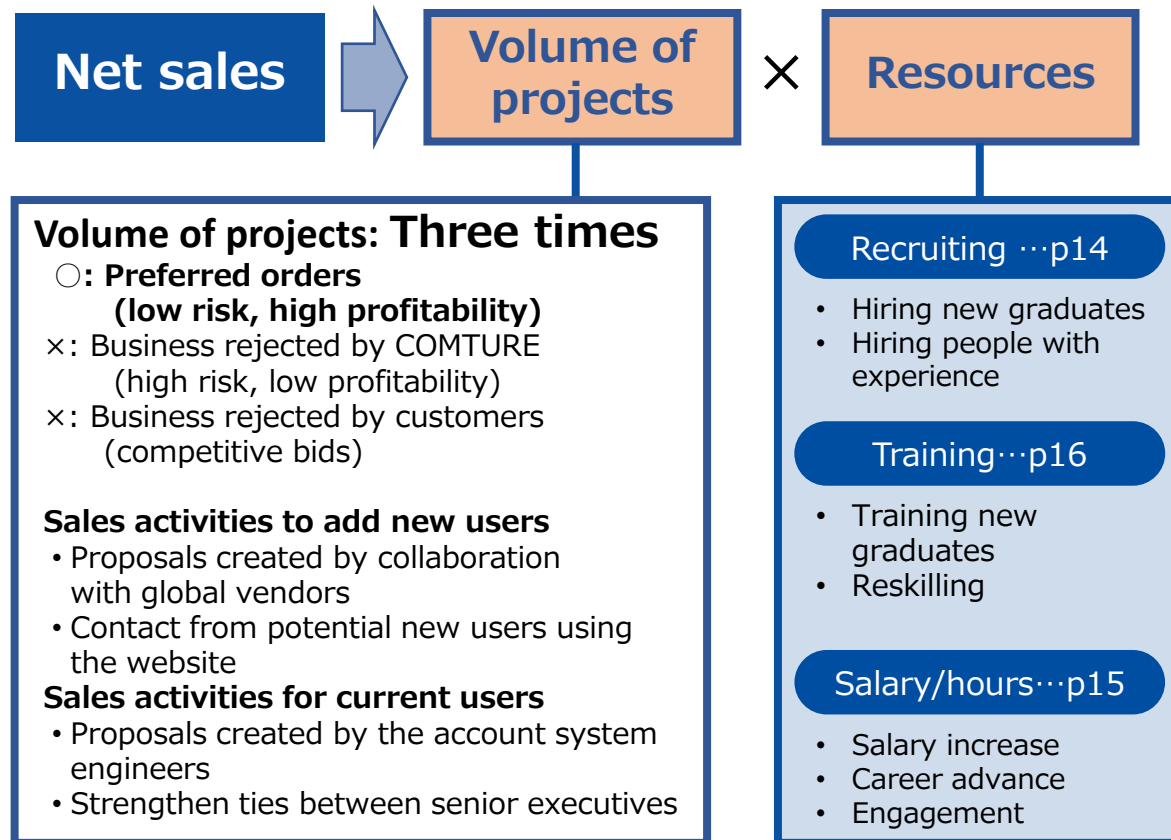 Net sales
Volume of
projects
×
Resources
Volume of projects: Three times
○: Preferred orders
(low risk, high profitability)
×: Business rejected by COMTURE
(high risk, low profitability)
×: Business rejected by customers
(competitive bids)
Sales activities to add new users
• Proposals created by collaboration
with global vendors
• Contact from potential new users using
the website
Sales activities for current users
• Proposals created by the account system
engineers
• Strengthen ties between senior executives
Recruiting …p14
• Hiring new graduates
• Hiring people with
experience
Training…p16
• Training new
graduates
• Reskilling
Salary/hours…p15
• Salary increase
• Career advance
• Engagement